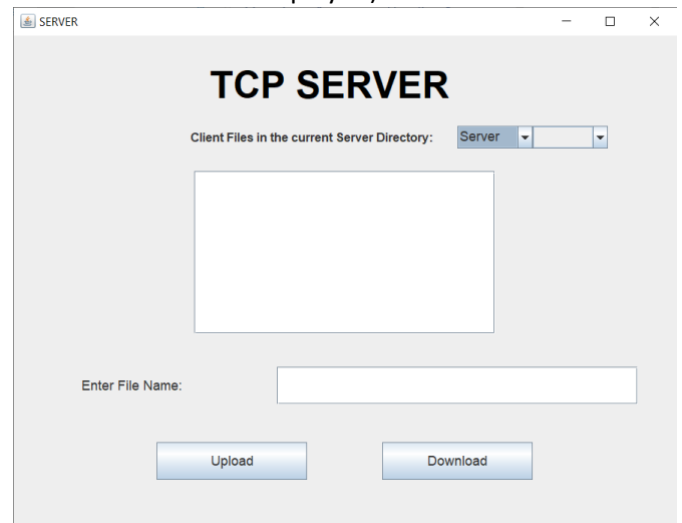 SERVER
TCP SERVER
Client Files in the current Server Directory: Server
Enter File Name:
Upload Download